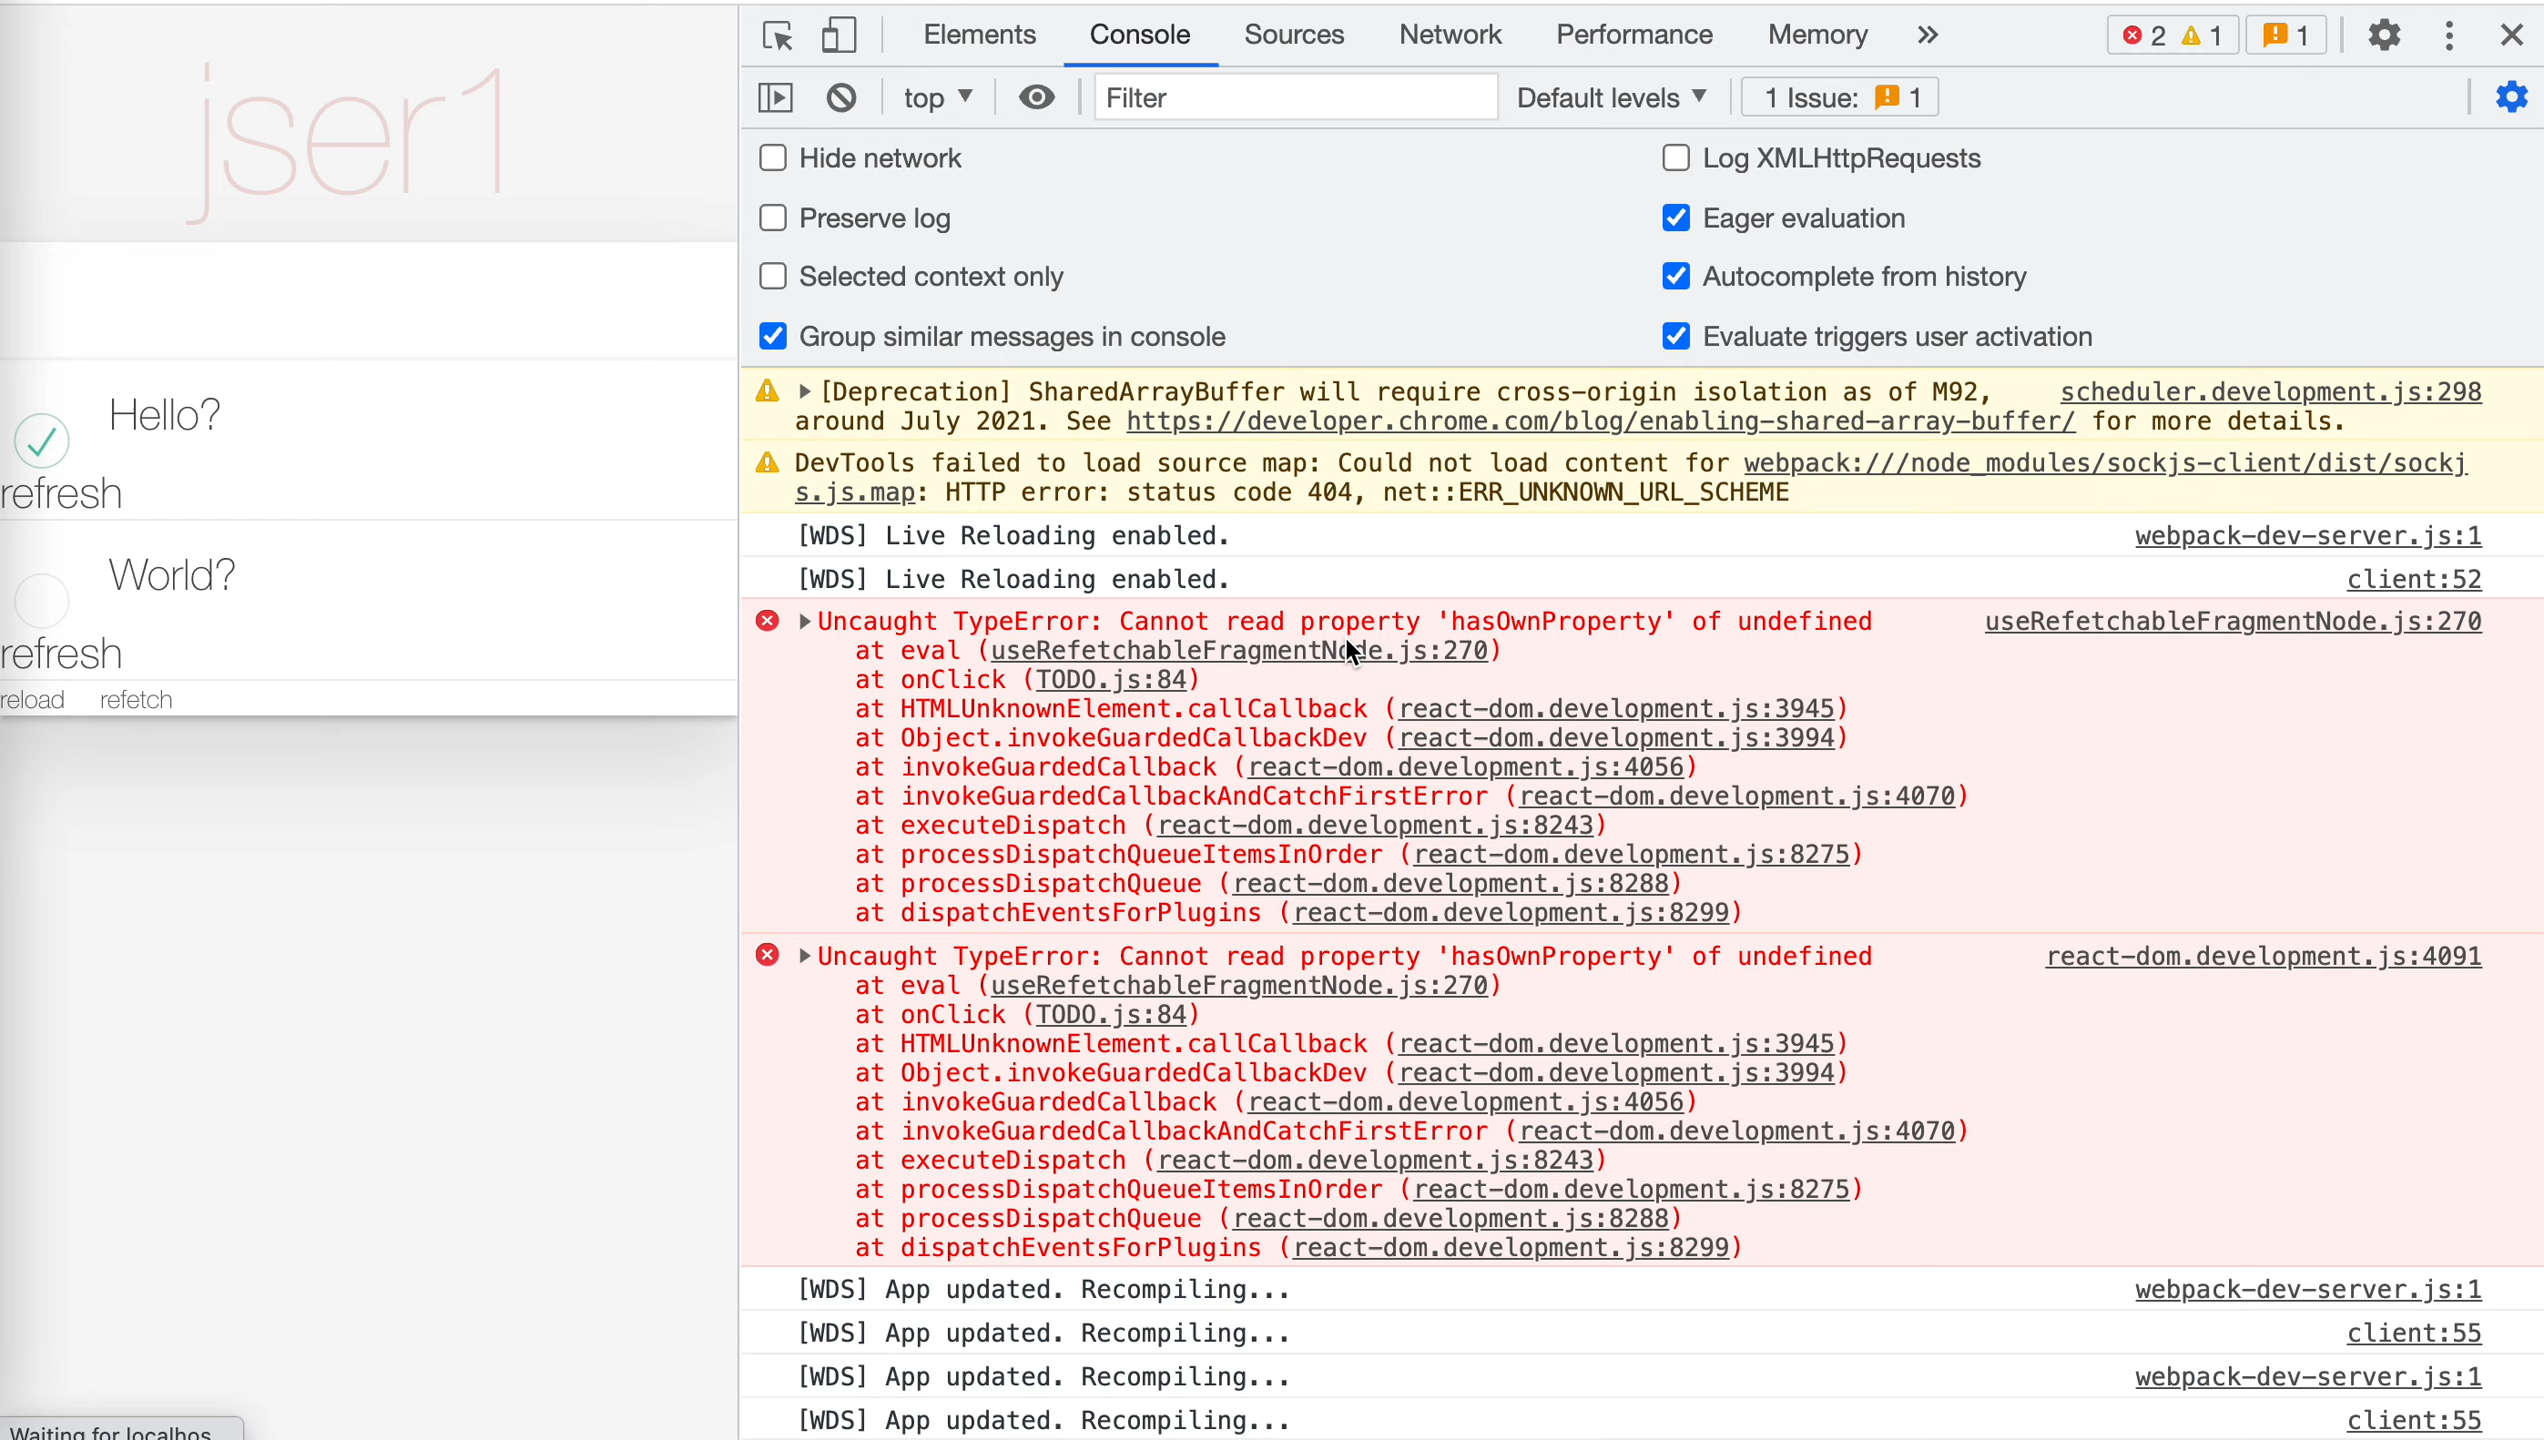 jser1
Hello?
refresh
World?
refresh
reload refetch
Waiting for localhos
Elements Console Sources Network Performance Memory 2 1 1
top Filter Default levels 1 Issue: 1
Hide network Log XMLHttpRequests
Preserve log Eager evaluation
Selected context only Autocomplete from history
Group similar messages in console Evaluate triggers user activation
[Deprecation] SharedArrayBuffer will require cross-origin isolation as of M92, scheduler.development.js:298
around July 2021. See https://developer.chrome.com/blog/enabling-shared-array-buffer/ for more details.
DevTools failed to load source map: Could not load content for webpack:///node_modules/sockjs-client/dist/sockj
s.js.map: HTTP error: status code 404, net::ERR_UNKNOWN_URL_SCHEME
[WDS] Live Reloading enabled. webpack-dev-server.js:1
[WDS] Live Reloading enabled. client:52
Uncaught TypeError: Cannot read property 'hasOwnProperty' of undefined useRefetchableFragmentNode.js:270
at eval (useRefetchableFragmentNode.js:270)
at onClick (TODO.js:84)
at HTMLUnknownElement.callCallback (react-dom.development.js:3945)
at Object.invokeGuardedCallbackDev (react-dom.development.js:3994)
at invokeGuardedCallback (react-dom.development.js:4056)
at invokeGuardedCallbackAndCatchFirstError (react-dom.development.js:4070)
at executeDispatch (react-dom.development.js:8243)
at processDispatchQueueItemsInOrder (react-dom.development.js:8275)
at processDispatchQueue (react-dom.development.js:8288)
at dispatchEventsForPlugins (react-dom.development.js:8299)
Uncaught TypeError: Cannot read property 'hasOwnProperty' of undefined react-dom.development.js:4091
at eval (useRefetchableFragmentNode.js:270)
at onClick (TODO.js:84)
at HTMLUnknownElement.callCallback (react-dom.development.js:3945)
at Object.invokeGuardedCallbackDev (react-dom.development.js:3994)
at invokeGuardedCallback (react-dom.development.js:4056)
at invokeGuardedCallbackAndCatchFirstError (react-dom.development.js:4070)
at executeDispatch (react-dom.development.js:8243)
at processDispatchQueueItemsInOrder (react-dom.development.js:8275)
at processDispatchQueue (react-dom.development.js:8288)
at dispatchEventsForPlugins (react-dom.development.js:8299)
[WDS] App updated. Recompiling... webpack-dev-server.js:1
[WDS] App updated. Recompiling... client:55
[WDS] App updated. Recompiling... webpack-dev-server.js:1
[WDS] App updated. Recompiling... client:55